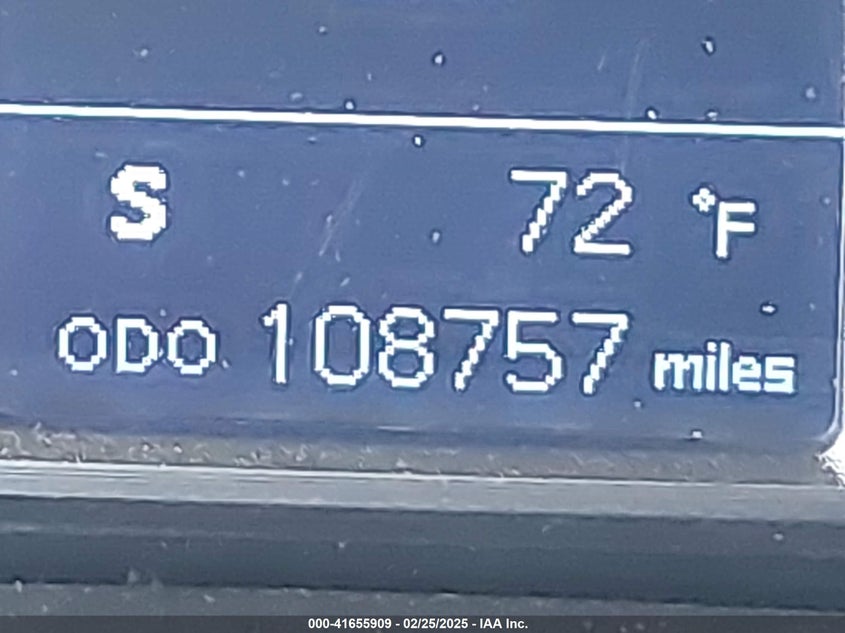 S 72 °F
ODO 108757 miles
000-41655909 - 02/25/2025 - IAA Inc.